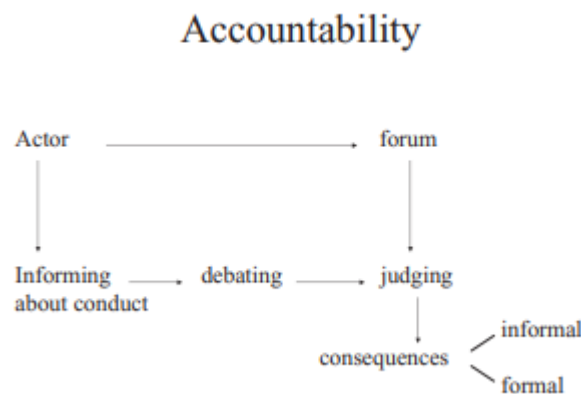 Accountability
Actor
forum
Informing
about conduct
debating
judging
consequences
informal
formal